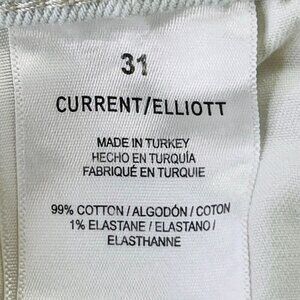 31
CURRENT/ELLIOTT
MADE IN TURKEY
HECHO EN TURQUÍA
FABRIQUÉ EN TURQUIE
99% COTTON / ALGODÓN / COTON
1% ELASTANE / ELASTANO /
ELASTHANNE